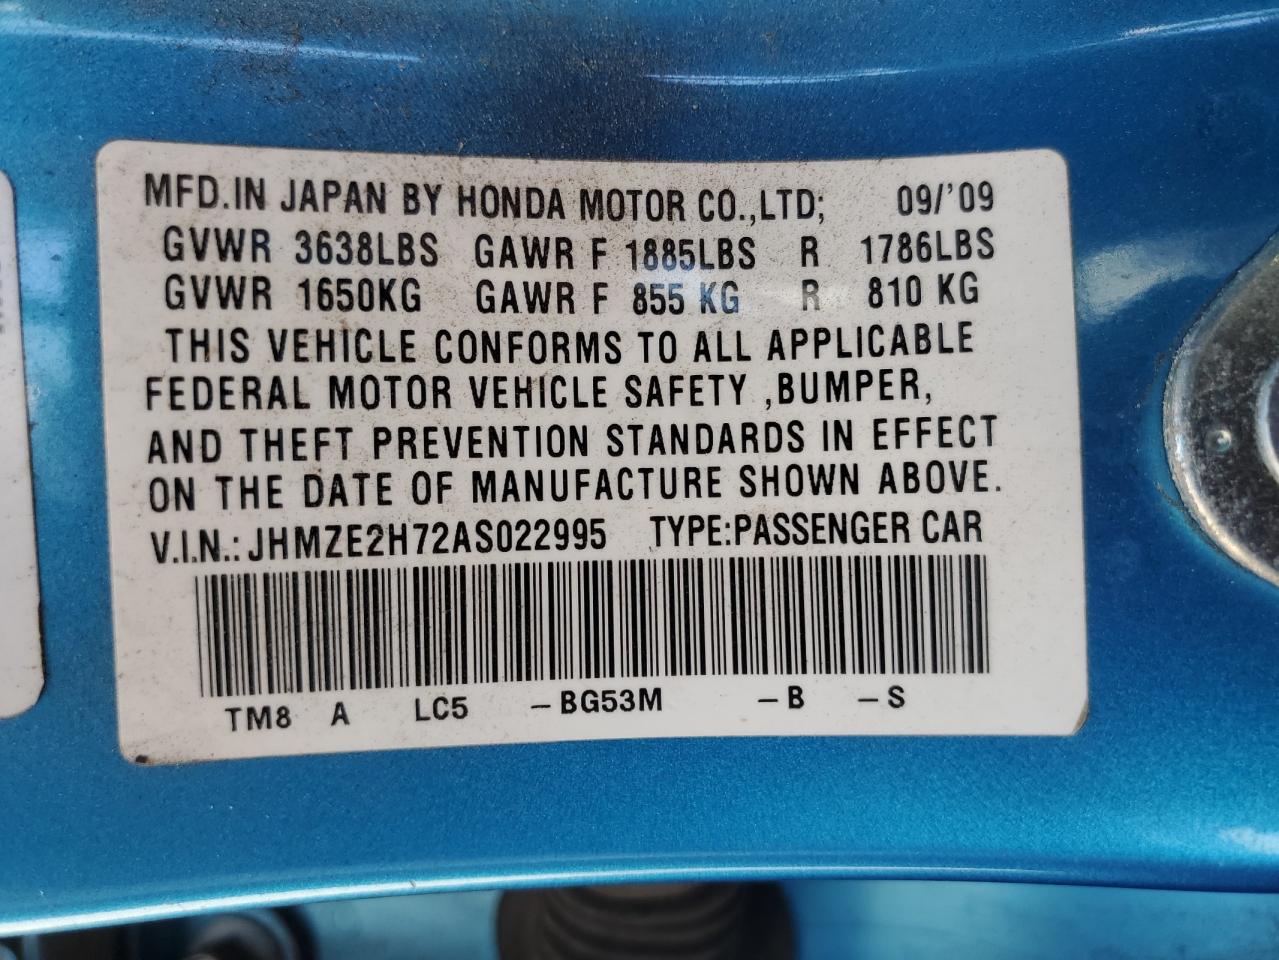 MFD.IN JAPAN BY HONDA MOTOR CO.,LTD; 09/'09
GVWR 3638LBS GAWR F 1885LBS R 1786LBS
GVWR 1650KG GAWR F 855 KG R 810 KG
THIS VEHICLE CONFORMS TO ALL APPLICABLE
FEDERAL MOTOR VEHICLE SAFETY ,BUMPER,
AND THEFT PREVENTION STANDARDS IN EFFECT
ON THE DATE OF MANUFACTURE SHOWN ABOVE.
V.I.N.: JHMZE2H72AS022995 TYPE:PASSENGER CAR
TM8 A LC5 –BG53M –B –S